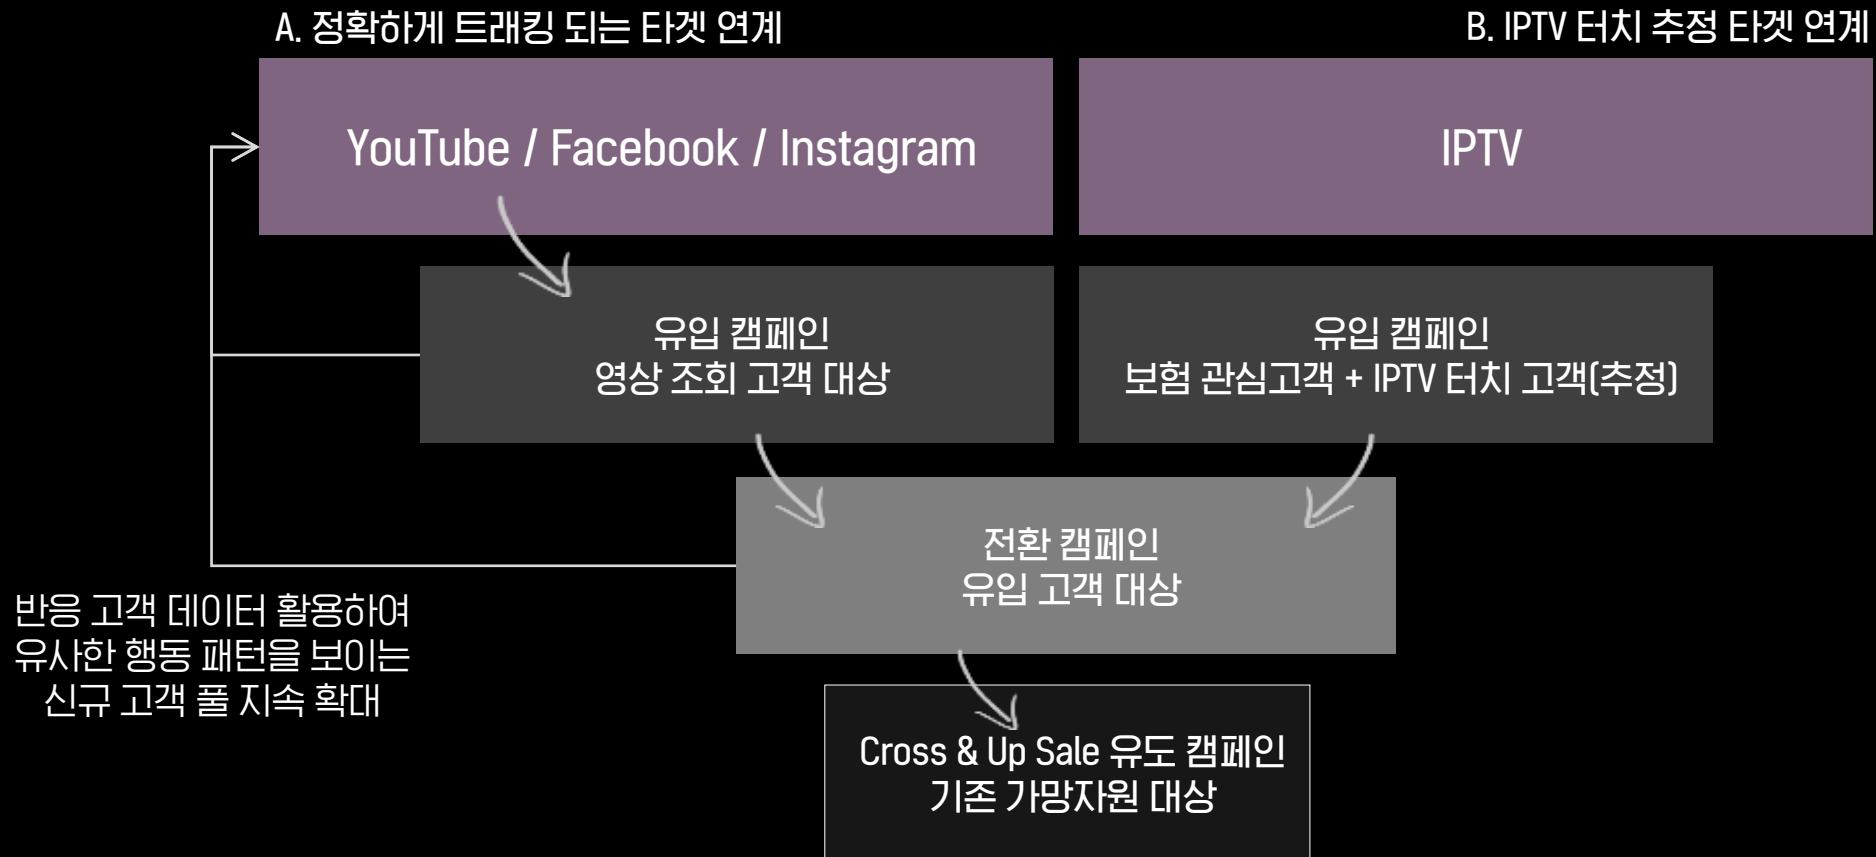 A. 정확하게 트래킹 되는 타겟 연계
B. IPTV 터치 추정 타겟 연계
YouTube / Facebook / Instagram
IPTV
유입 캠페인
영상 조회 고객 대상
유입 캠페인
보험 관심고객 + IPTV 터치 고객(추정)
전환 캠페인
유입 고객 대상
반응 고객 데이터 활용하여
유사한 행동 패턴을 보이는
신규 고객 풀 지속 확대
Cross & Up Sale 유도 캠페인
기존 가망자원 대상